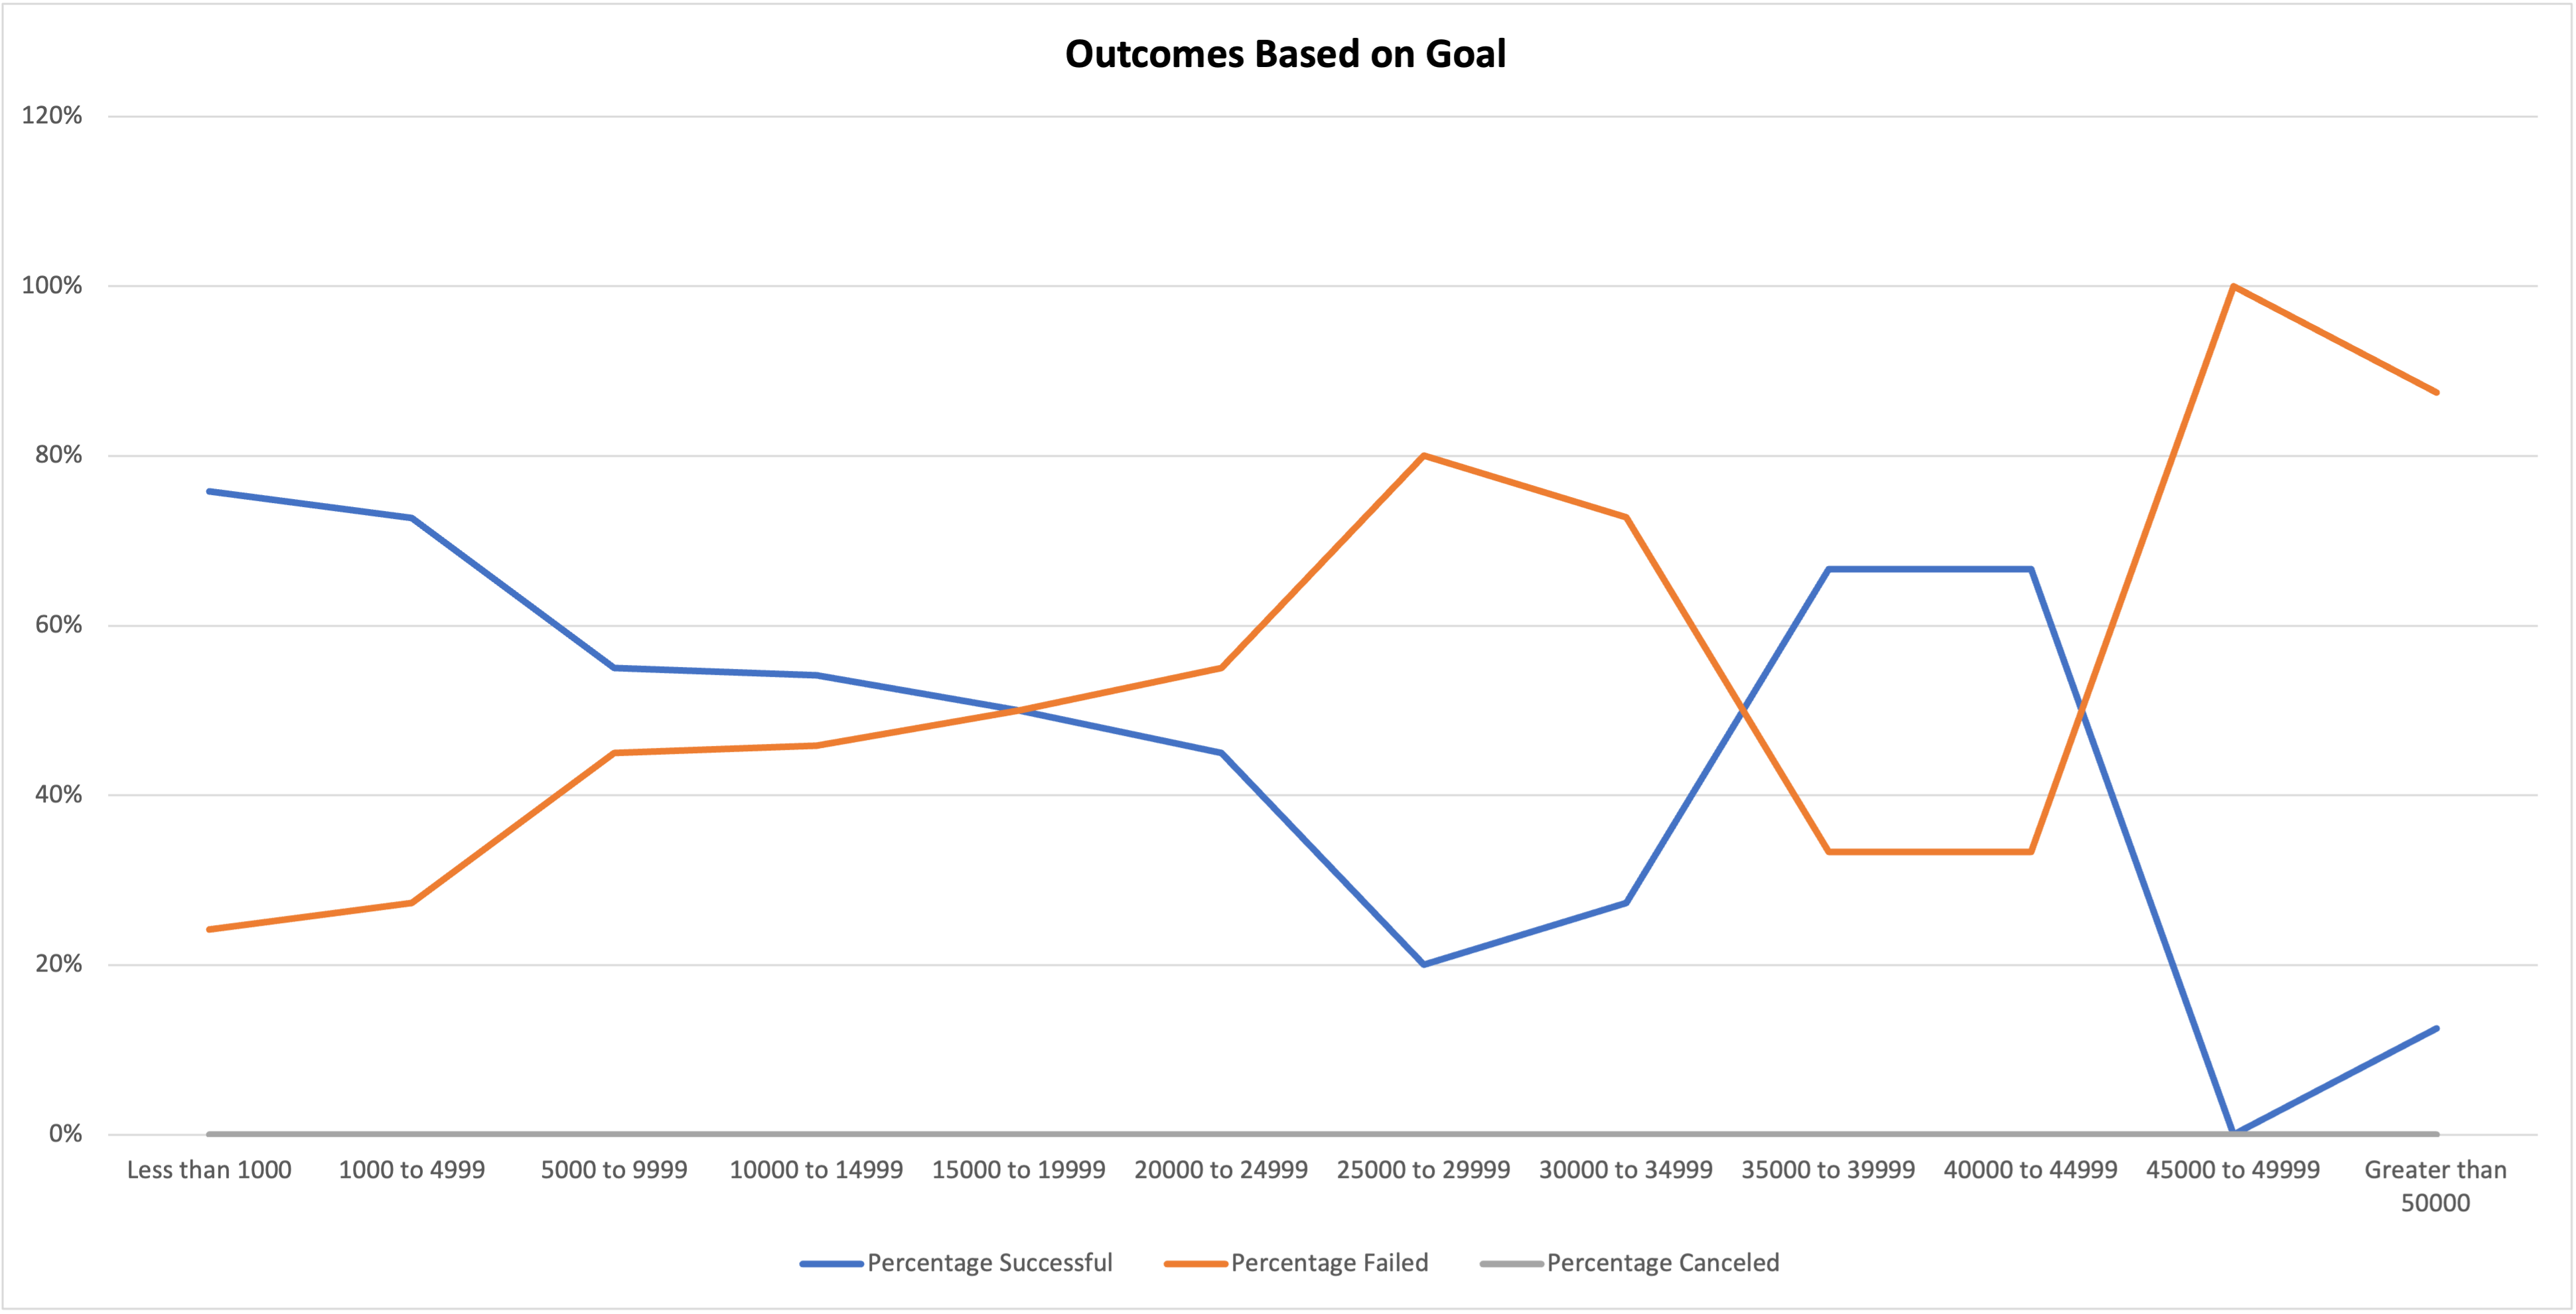 Outcomes Based on Goal
120%
100%
80%
60%
40%
20%
0%
Less than 1000 1000 to 4999 5000 to 9999 10000 to 14999 15000 to 19999 20000 to 24999 25000 to 29999 30000 to 34999 35000 to 39999 40000 to 44999 45000 to 49999 Greater than
50000
Percentage Successful Percentage Failed Percentage Canceled